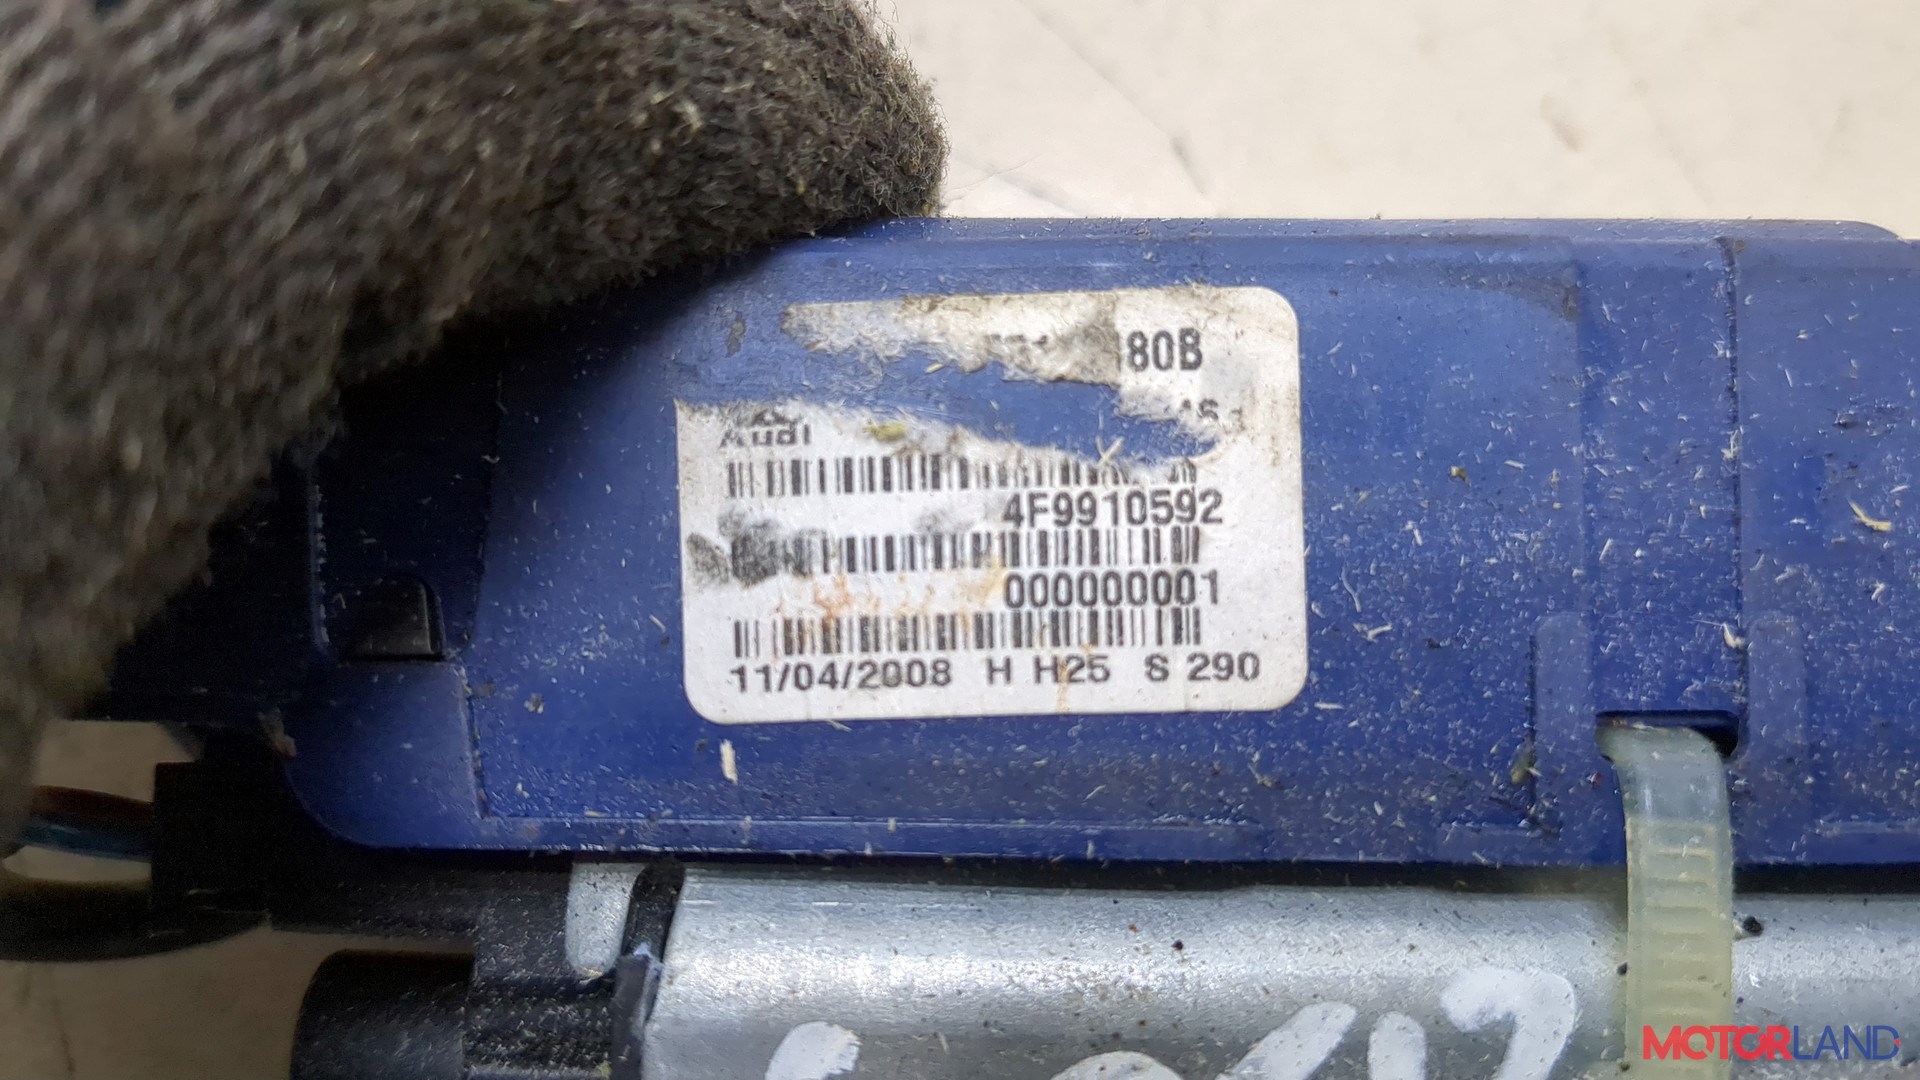 80B
Audi
4F9910592
000000001
11/04/2008 H H25 S 290
MOTORLAND